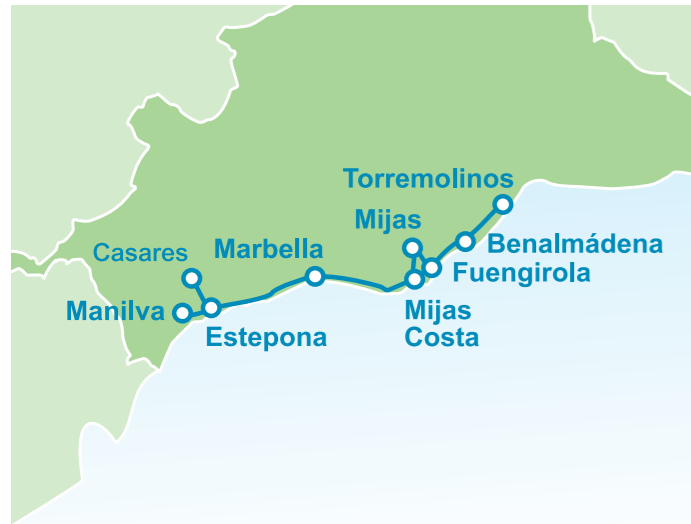 Torremolinos
Mijas
Benalmádena
Marbella
Casares
Fuengirola
Manilva
Mijas
Costa
Estepona